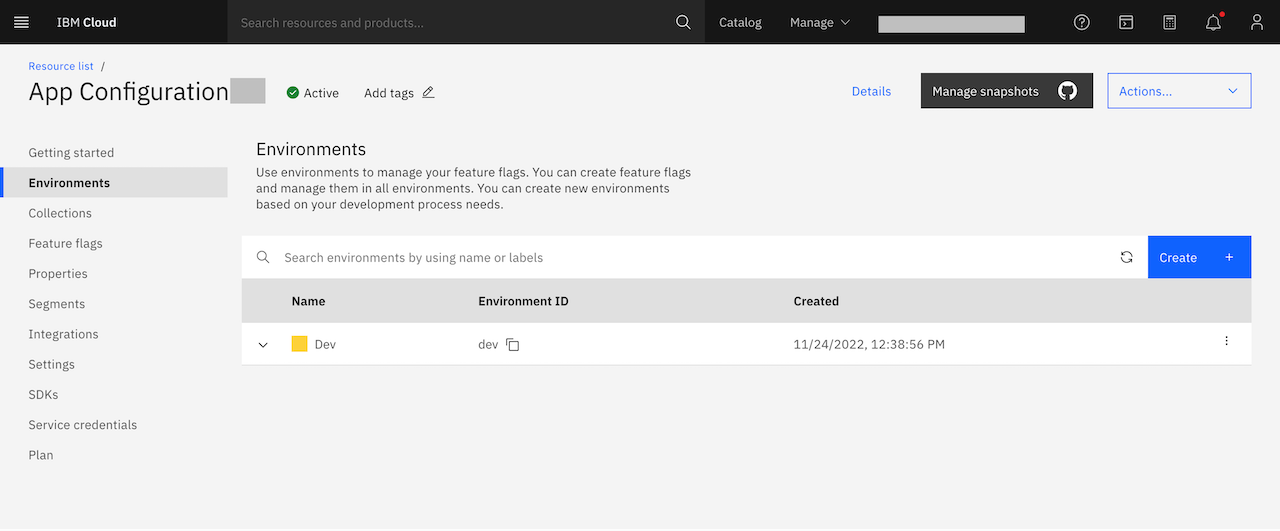 IBM Cloud
Search resources and products...
Catalog
Manage
Resource list /
App Configuration
Active
Add tags
Details
Manage snapshots
Actions...
Getting started
Environments
Collections
Feature flags
Properties
Segments
Integrations
Settings
SDKs
Service credentials
Plan
Environments
Use environments to manage your feature flags. You can create feature flags
and manage them in all environments. You can create new environments
based on your development process needs.
Search environments by using name or labels
Create +
Name Environment ID Created
Dev dev 11/24/2022, 12:38:56 PM